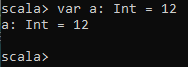 scala> var a: Int = 12
a: Int = 12
scala>